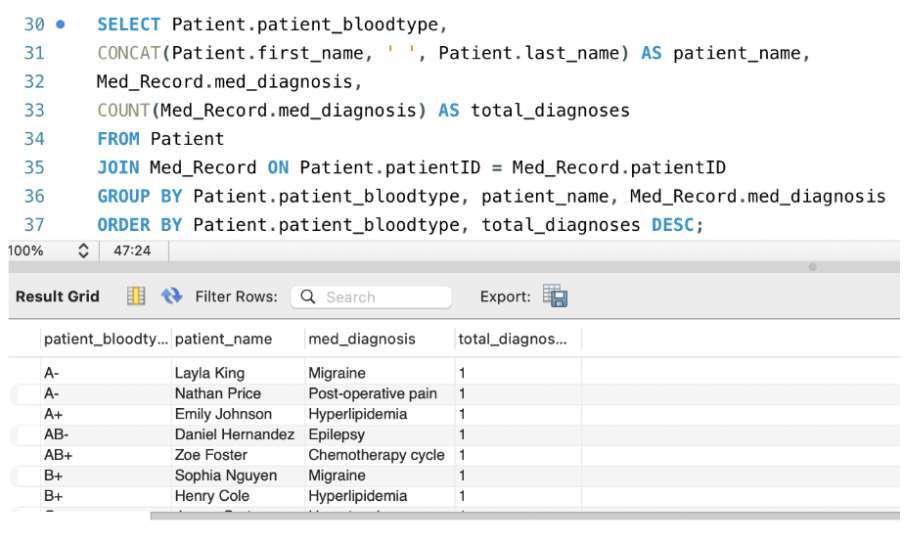 30 SELECT Patient.patient_bloodtype,
31 CONCAT(Patient.first_name, ' ', Patient.last_name) AS patient_name,
32 Med_Record.med_diagnosis,
33 COUNT(Med_Record.med_diagnosis) AS total_diagnoses
34 FROM Patient
35 JOIN Med_Record ON Patient.patientID = Med_Record.patientID
36 GROUP BY Patient.patient_bloodtype, patient_name, Med_Record.med_diagnosis
37 ORDER BY Patient.patient_bloodtype, total_diagnoses DESC;
100% 47:24
Result Grid Filter Rows: Search Export:
patient_bloodty... patient_name med_diagnosis total_diagnos...
A- Layla King Migraine 1
A- Nathan Price Post-operative pain 1
A+ Emily Johnson Hyperlipidemia 1
AB- Daniel Hernandez Epilepsy 1
AB+ Zoe Foster Chemotherapy cycle 1
B+ Sophia Nguyen Migraine 1
B+ Henry Cole Hyperlipidemia 1